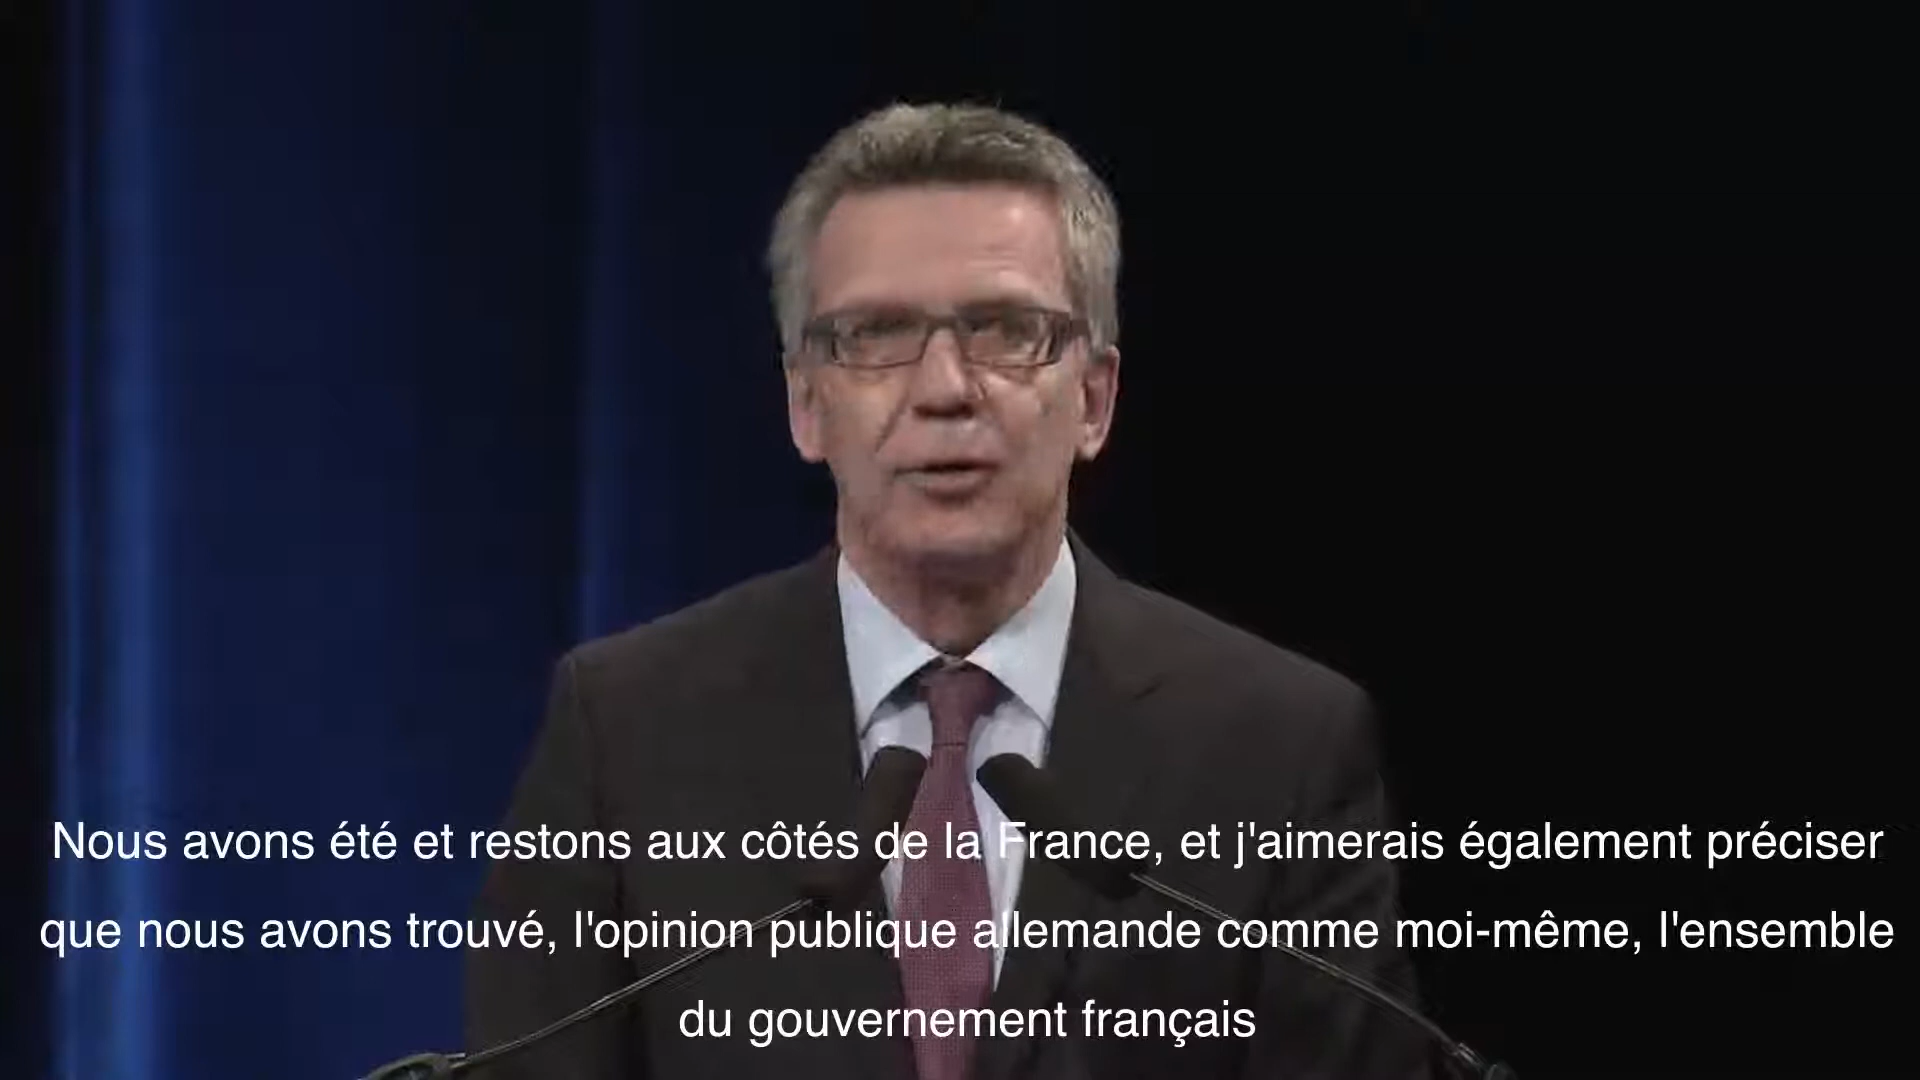 Nous avons été et restons aux côtés de la France, et j'aimerais également préciser
que nous avons trouvé, l'opinion publique allemande comme moi-même, l'ensemble
du gouvernement français